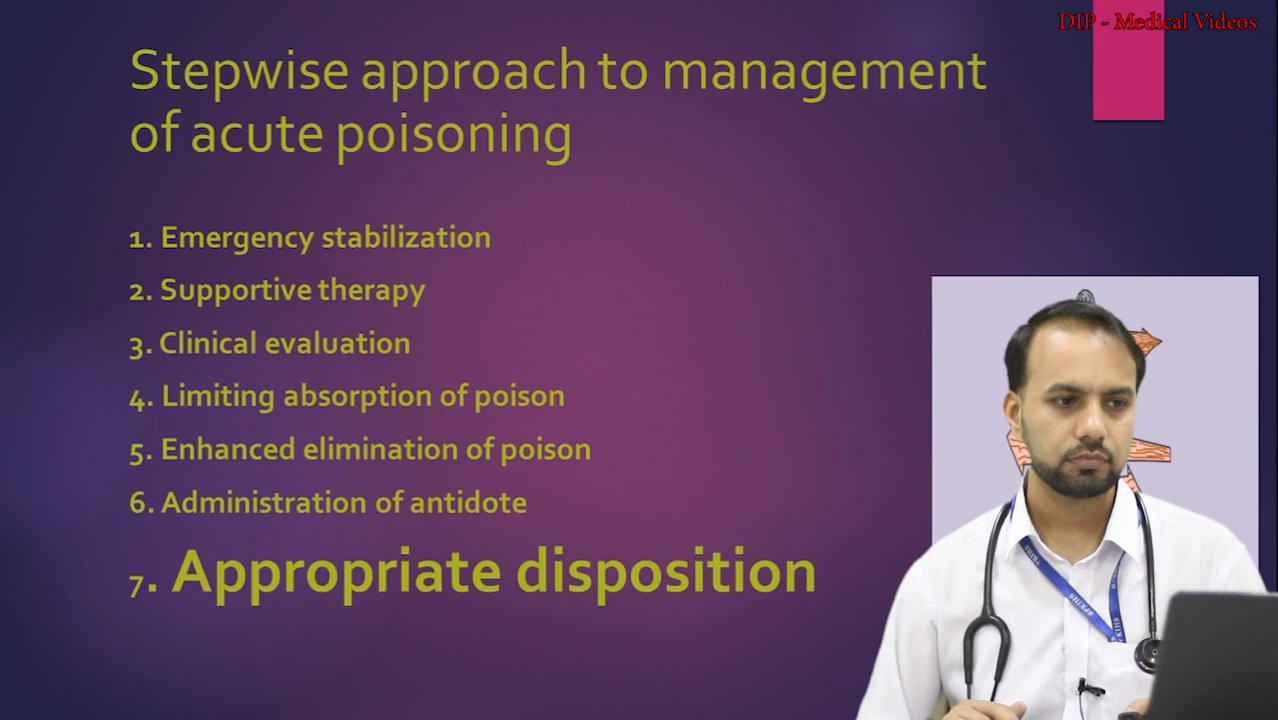 DIP - Medical Videos
Stepwise approach to management
of acute poisoning
1. Emergency stabilization
2. Supportive therapy
3. Clinical evaluation
4. Limiting absorption of poison
5. Enhanced elimination of poison
6. Administration of antidote
7. Appropriate disposition